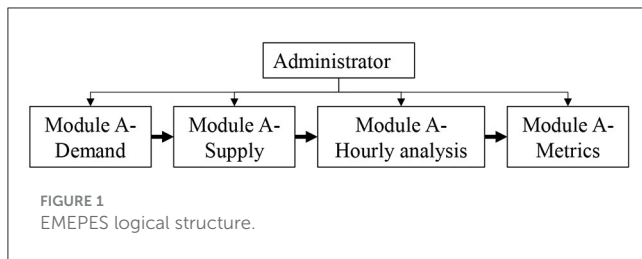 Administrator
Module A-
Demand
Module A-
Supply
Module A-
Hourly analysis
Module A-
Metrics
FIGURE 1
EMEPES logical structure.